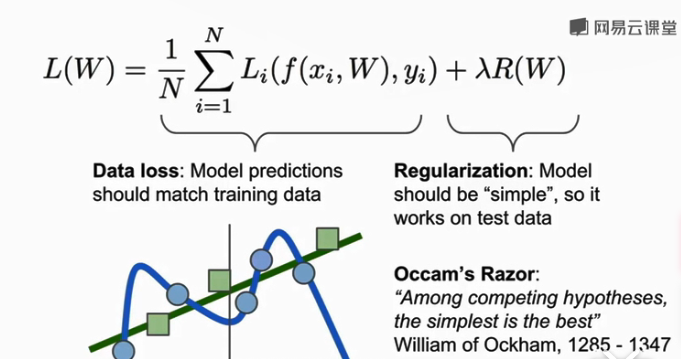 网易云课堂
L(W) = \frac{1}{N} \sum_{i=1}^{N} L_i(f(x_i, W), y_i) + λR(W)
Data loss: Model predictions
should match training data
Regularization: Model
should be “simple”, so it
works on test data
Occam’s Razor:
“Among competing hypotheses,
the simplest is the best”
William of Ockham, 1285 - 1347